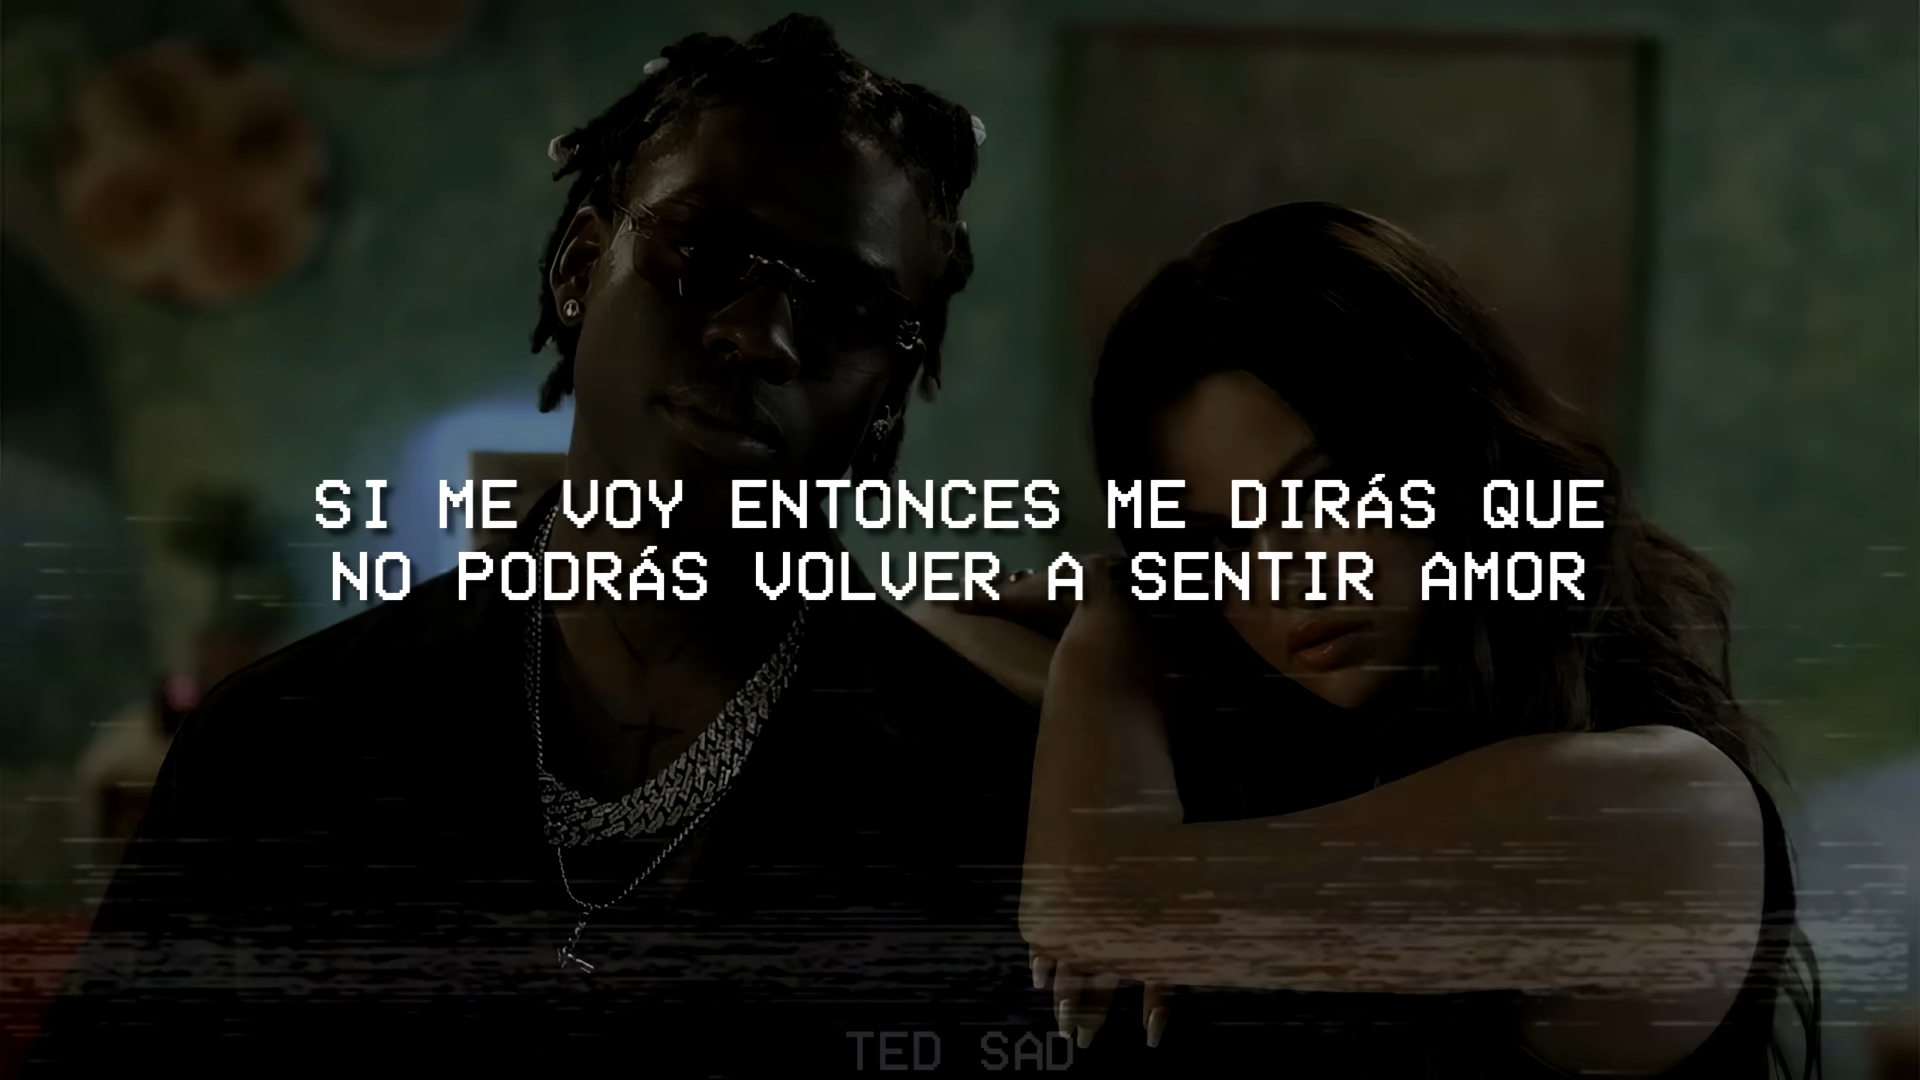 SI ME VOY ENTONCES ME DIRÁS QUE
NO PODRÁS VOLVER A SENTIR AMOR
TED SAD